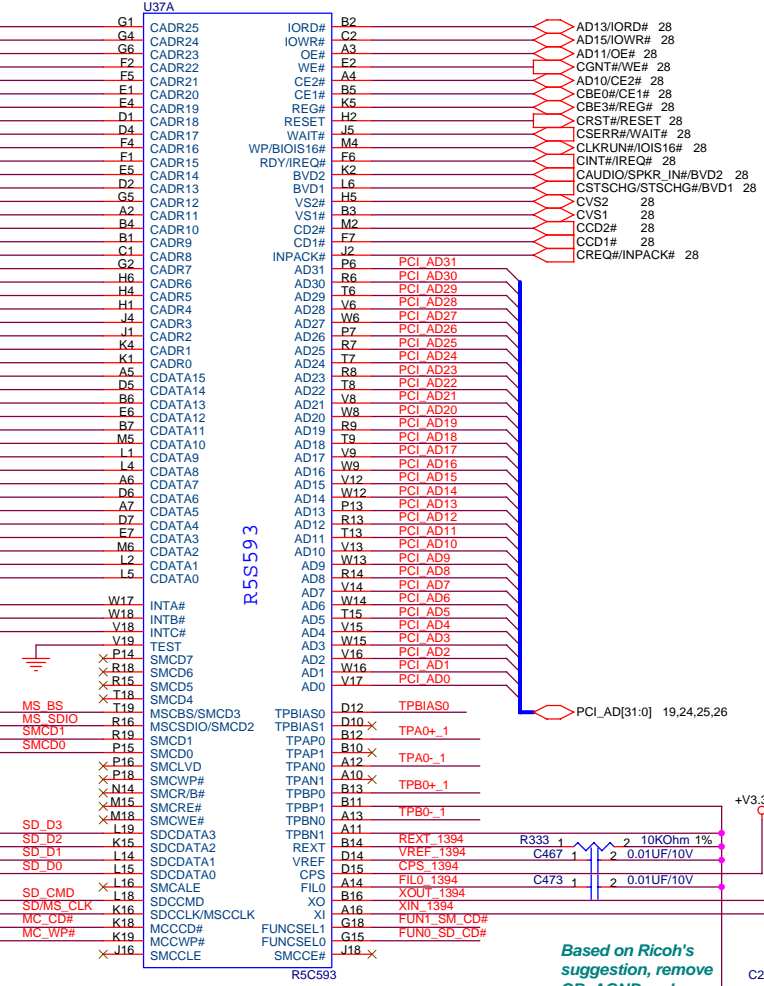 U37A
G1 CADR25 IORD# B2 AD13/IORD# 28
G4 CADR24 IOWR# C2 AD15/IOWR# 28
G6 CADR23 OE# A3 AD11/OE# 28
F2 CADR22 WE# E2 CGNT#/WE# 28
F5 CADR21 CE2# A4 AD10/CE2# 28
E1 CADR20 CE1# B5 CBE0#/CE1# 28
E4 CADR19 REG# K5 CBE3#/REG# 28
D1 CADR18 RESET H2 CRST#/RESET 28
D4 CADR17 WAIT# J5 CSERR#/WAIT# 28
F4 CADR16 WP/BIOIS16# M4 CLKRUN#/IOIS16# 28
F1 CADR15 RDY/IREQ# F6 CINT#/IREQ# 28
E5 CADR14 BVD2 K2 CAUDIO/SPKR_IN#/BVD2 28
D2 CADR13 BVD1 L6 CSTSCHG/STSCHG#/BVD1 28
G5 CADR12 VS2# H5 CVS2 28
A2 CADR11 VS1# B3 CVS1 28
B4 CADR10 CD2# M2 CCD2# 28
B1 CADR9 CD1# F7 CCD1# 28
C1 CADR8 INPACK# J2 CREQ#/INPACK# 28
G2 CADR7 AD31 P6 PCI_AD31
H6 CADR6 AD30 R6 PCI_AD30
H4 CADR5 AD29 T6 PCI_AD29
H1 CADR4 AD28 V6 PCI_AD28
J4 CADR3 AD27 W6 PCI_AD27
J1 CADR2 AD26 P7 PCI_AD26
K4 CADR1 AD25 R7 PCI_AD25
K1 CADR0 AD24 T7 PCI_AD24
A5 CDATA15 AD23 R8 PCI_AD23
D5 CDATA14 AD22 T8 PCI_AD22
B6 CDATA13 AD21 V8 PCI_AD21
E6 CDATA12 AD20 W8 PCI_AD20
B7 CDATA11 AD19 R9 PCI_AD19
M5 CDATA10 AD18 T9 PCI_AD18
L1 CDATA9 AD17 V9 PCI_AD17
L4 CDATA8 AD16 W9 PCI_AD16
A6 CDATA7 AD15 V12 PCI_AD15
D6 CDATA6 AD14 W12 PCI_AD14
A7 CDATA5 AD13 P13 PCI_AD13
D7 CDATA4 AD12 R13 PCI_AD12
E7 CDATA3 AD11 T13 PCI_AD11
M6 CDATA2 AD10 V13 PCI_AD10
L2 CDATA1 AD9 W13 PCI_AD9
L5 CDATA0 AD8 R14 PCI_AD8
R5S593
AD7 V14 PCI_AD7
W17 INTA# AD6 W14 PCI_AD6
W18 INTB# AD5 T15 PCI_AD5
V18 INTC# AD4 V15 PCI_AD4
V19 TEST AD3 W15 PCI_AD3
P14 SMCD7 AD2 V16 PCI_AD2
R18 SMCD6 AD1 W16 PCI_AD1
R15 SMCD5 AD0 V17 PCI_AD0
T18 SMCD4
PCI_AD[31:0] 19,24,25,26
MS_BS T19 MSCBS/SMCD3 TPBIAS0 D12 TPBIAS0
MS_SDIO R16 MSCSDIO/SMCD2 TPBIAS1 D10
SMCD1 R19 SMCD1 TPAP0 B12 TPA0+_1
SMCD0 P15 SMCD0 TPAP1 B10
P16 SMCLVD TPAN0 A12 TPA0-_1
P18 SMCWP# TPAN1 A10
N14 SMCR/B# TPBP0 B13 TPB0+_1
M15 SMCRE# TPBP1 B11
+V3.3
M18 SMCWE# TPBN0 A13 TPB0-_1
SD_D3 L19 SDCDATA3 TPBN1 A11
SD_D2 K15 SDCDATA2 REXT B14 REXT_1394 R333 1 2 10KOhm 1%
SD_D1 L14 SDCDATA1 VREF D14 VREF_1394 C467 1 2 0.01UF/10V
SD_D0 L15 SDCDATA0 CPS D15 CPS_1394
L16 SMCALE FIL0 A14 FIL0_1394 C473 1 2 0.01UF/10V
SD_CMD L18 SDCCMD XO B16 XOUT_1394
SD/MS_CLK K16 SDCCLK/MSCCLK XI A16 XIN_1394
MC_CD# K18 MCCCD# FUNCSEL1 G18 FUN1_SM_CD#
MC_WP# K19 MCCWP# FUNCSEL0 G15 FUN0_SD_CD#
J16 SMCCLE SMCCE# J18
R5C593
Based on Ricoh's
suggestion, remove
C2